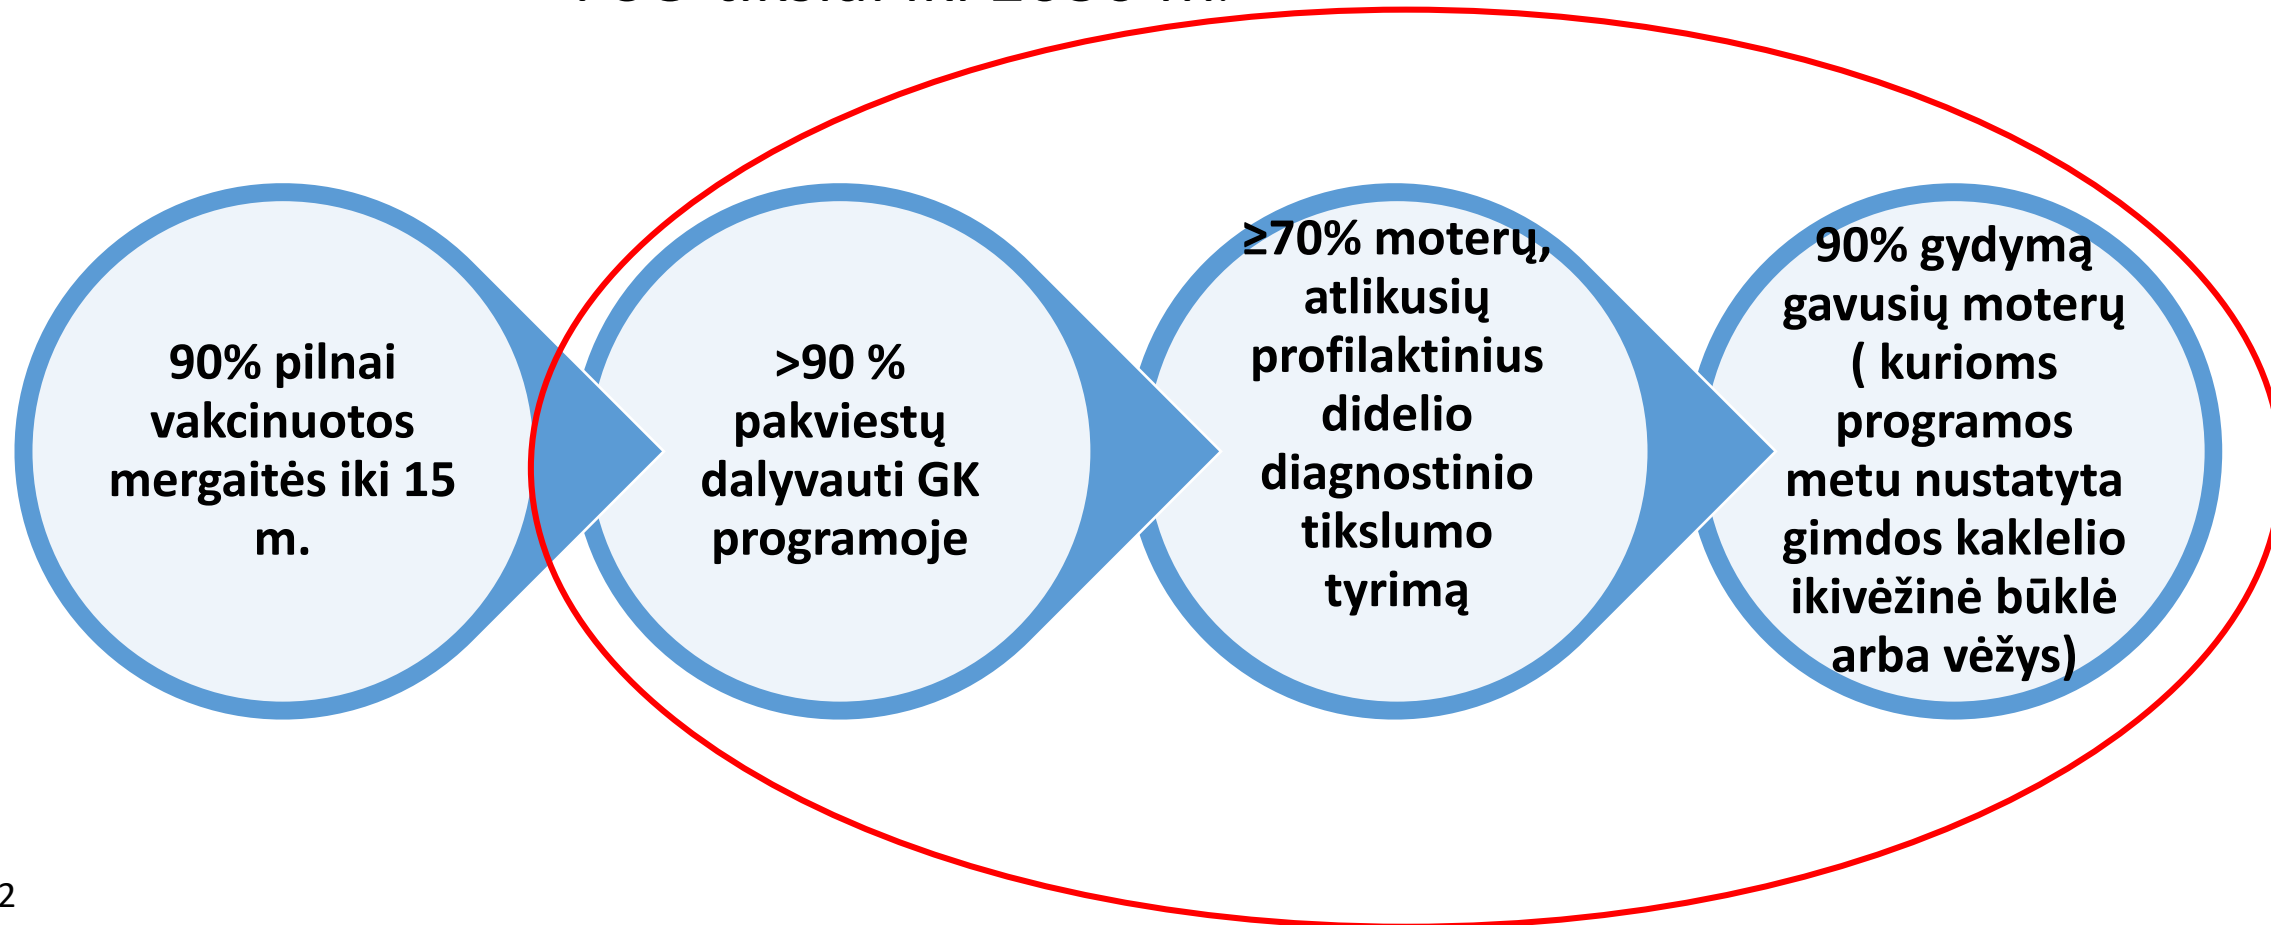 90% pilnai
vakcinuotos
mergaitės iki 15
m.
>90 %
pakviestų
dalyvauti GK
programoje
≥70% moterų,
atlikusių
profilaktinius
didelio
diagnostinio
tikslumo
tyrimą
90% gydymą
gavusių moterų
( kurioms
programos
metu nustatyta
gimdos kaklelio
ikivėžinė būklė
arba vėžys)
2